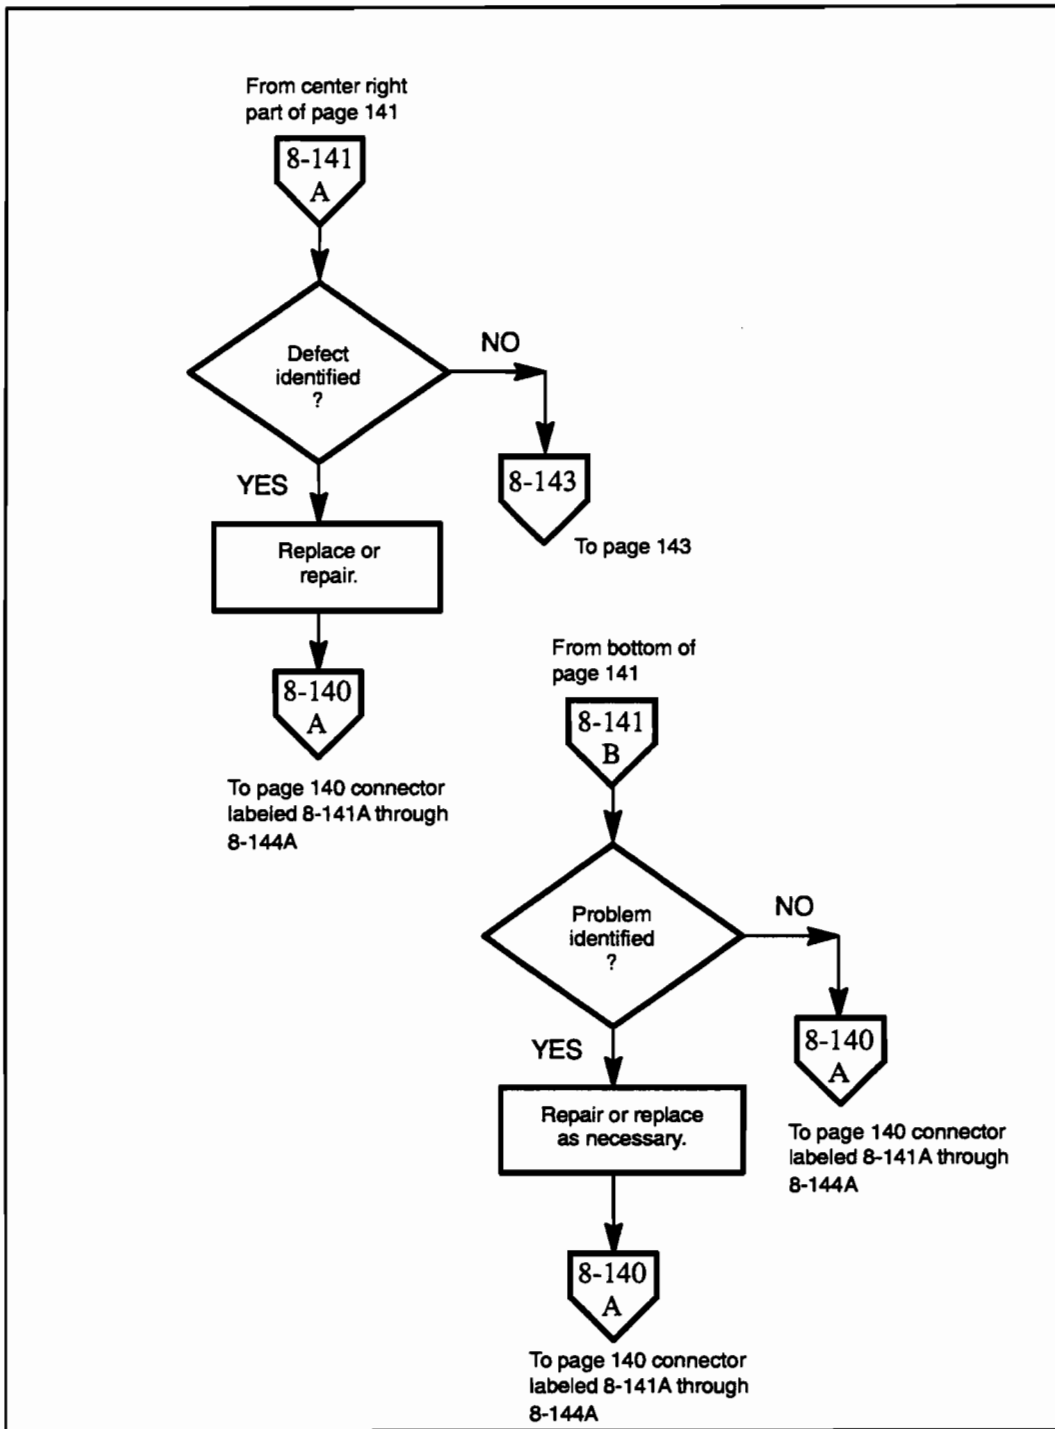 From center right
part of page 141
8-141
A
Defect
identified
?
NO
8-143
To page 143
YES
Replace or
repair.
8-140
A
To page 140 connector
labeled 8-141A through
8-144A
From bottom of
page 141
8-141
B
Problem
identified
?
NO
8-140
A
To page 140 connector
labeled 8-141A through
8-144A
YES
Repair or replace
as necessary.
8-140
A
To page 140 connector
labeled 8-141A through
8-144A